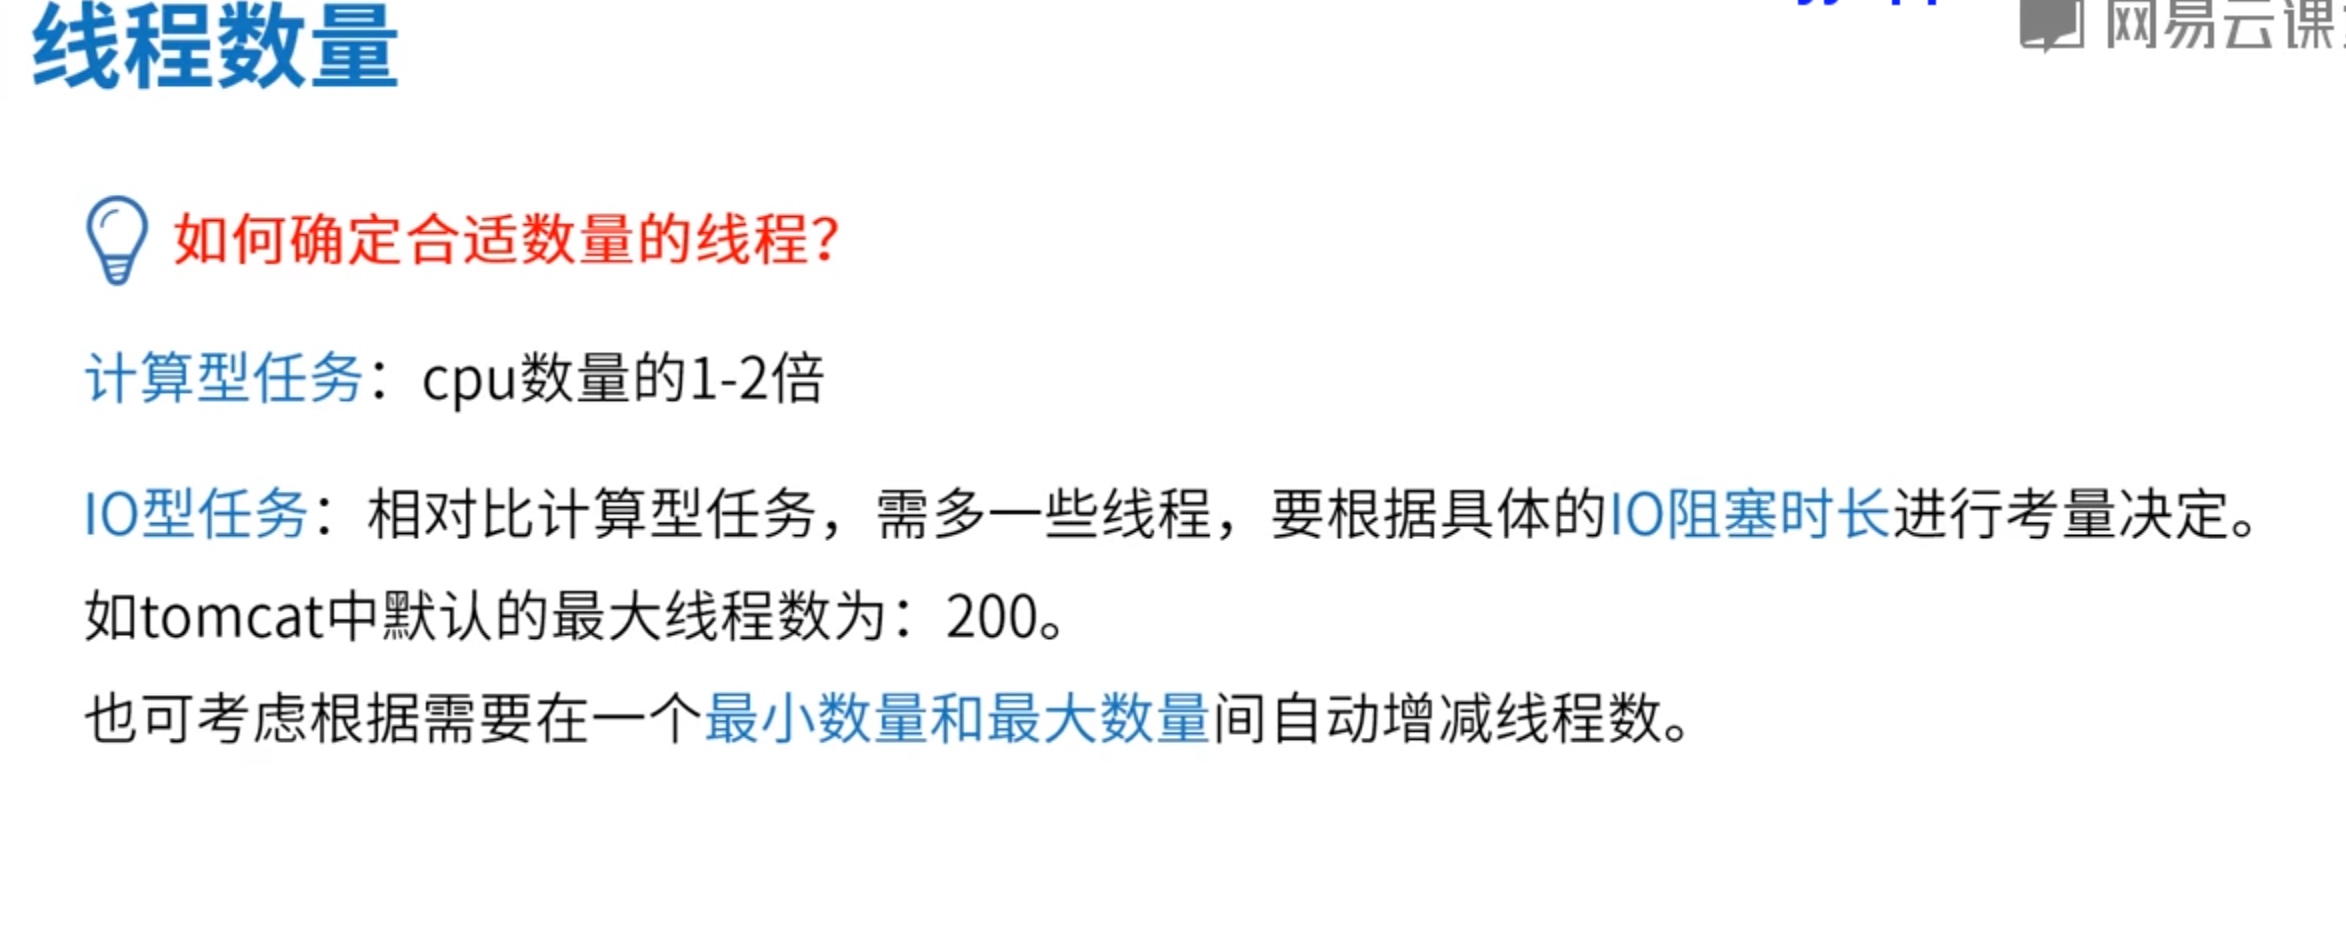 线程数量
网易云课
如何确定合适数量的线程？
计算型任务：cpu数量的1-2倍
IO型任务：相对比计算型任务，需多一些线程，要根据具体的IO阻塞时长进行考量决定。
如tomcat中默认的最大线程数为：200。
也可考虑根据需要在一个最小数量和最大数量间自动增减线程数。